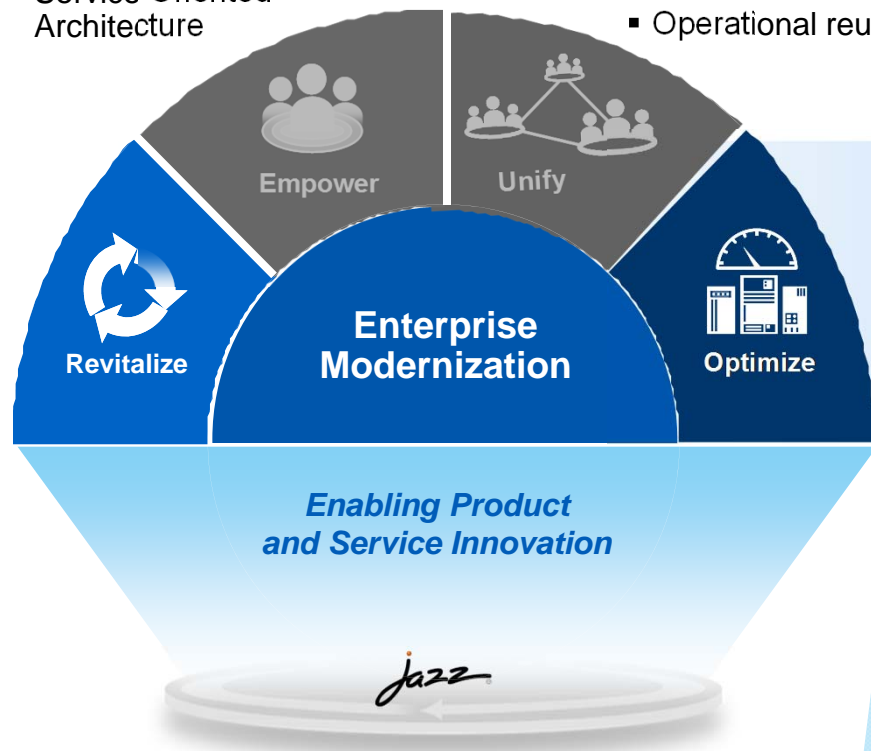 Architecture
▪ Operational reu
Empower
Unify
Revitalize
Enterprise
Modernization
Optimize
Enabling Product
and Service Innovation
jazz